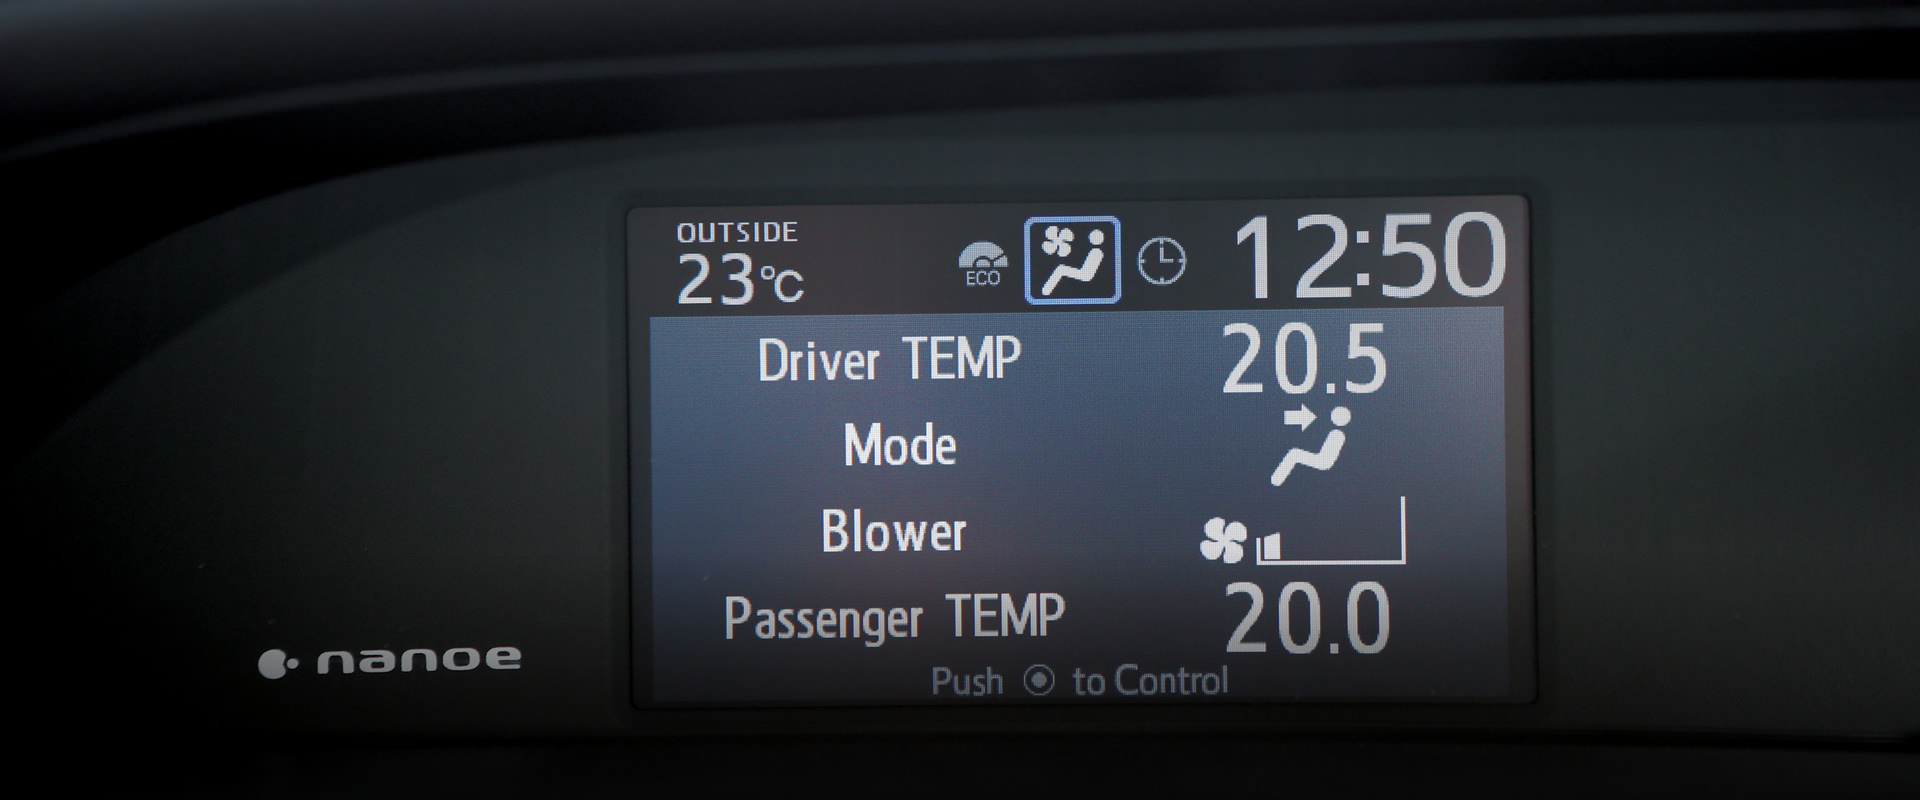 OUTSIDE
23°C
ECO
12:50
Driver TEMP 20.5
Mode
Blower
Passenger TEMP 20.0
Push to Control
nanoe